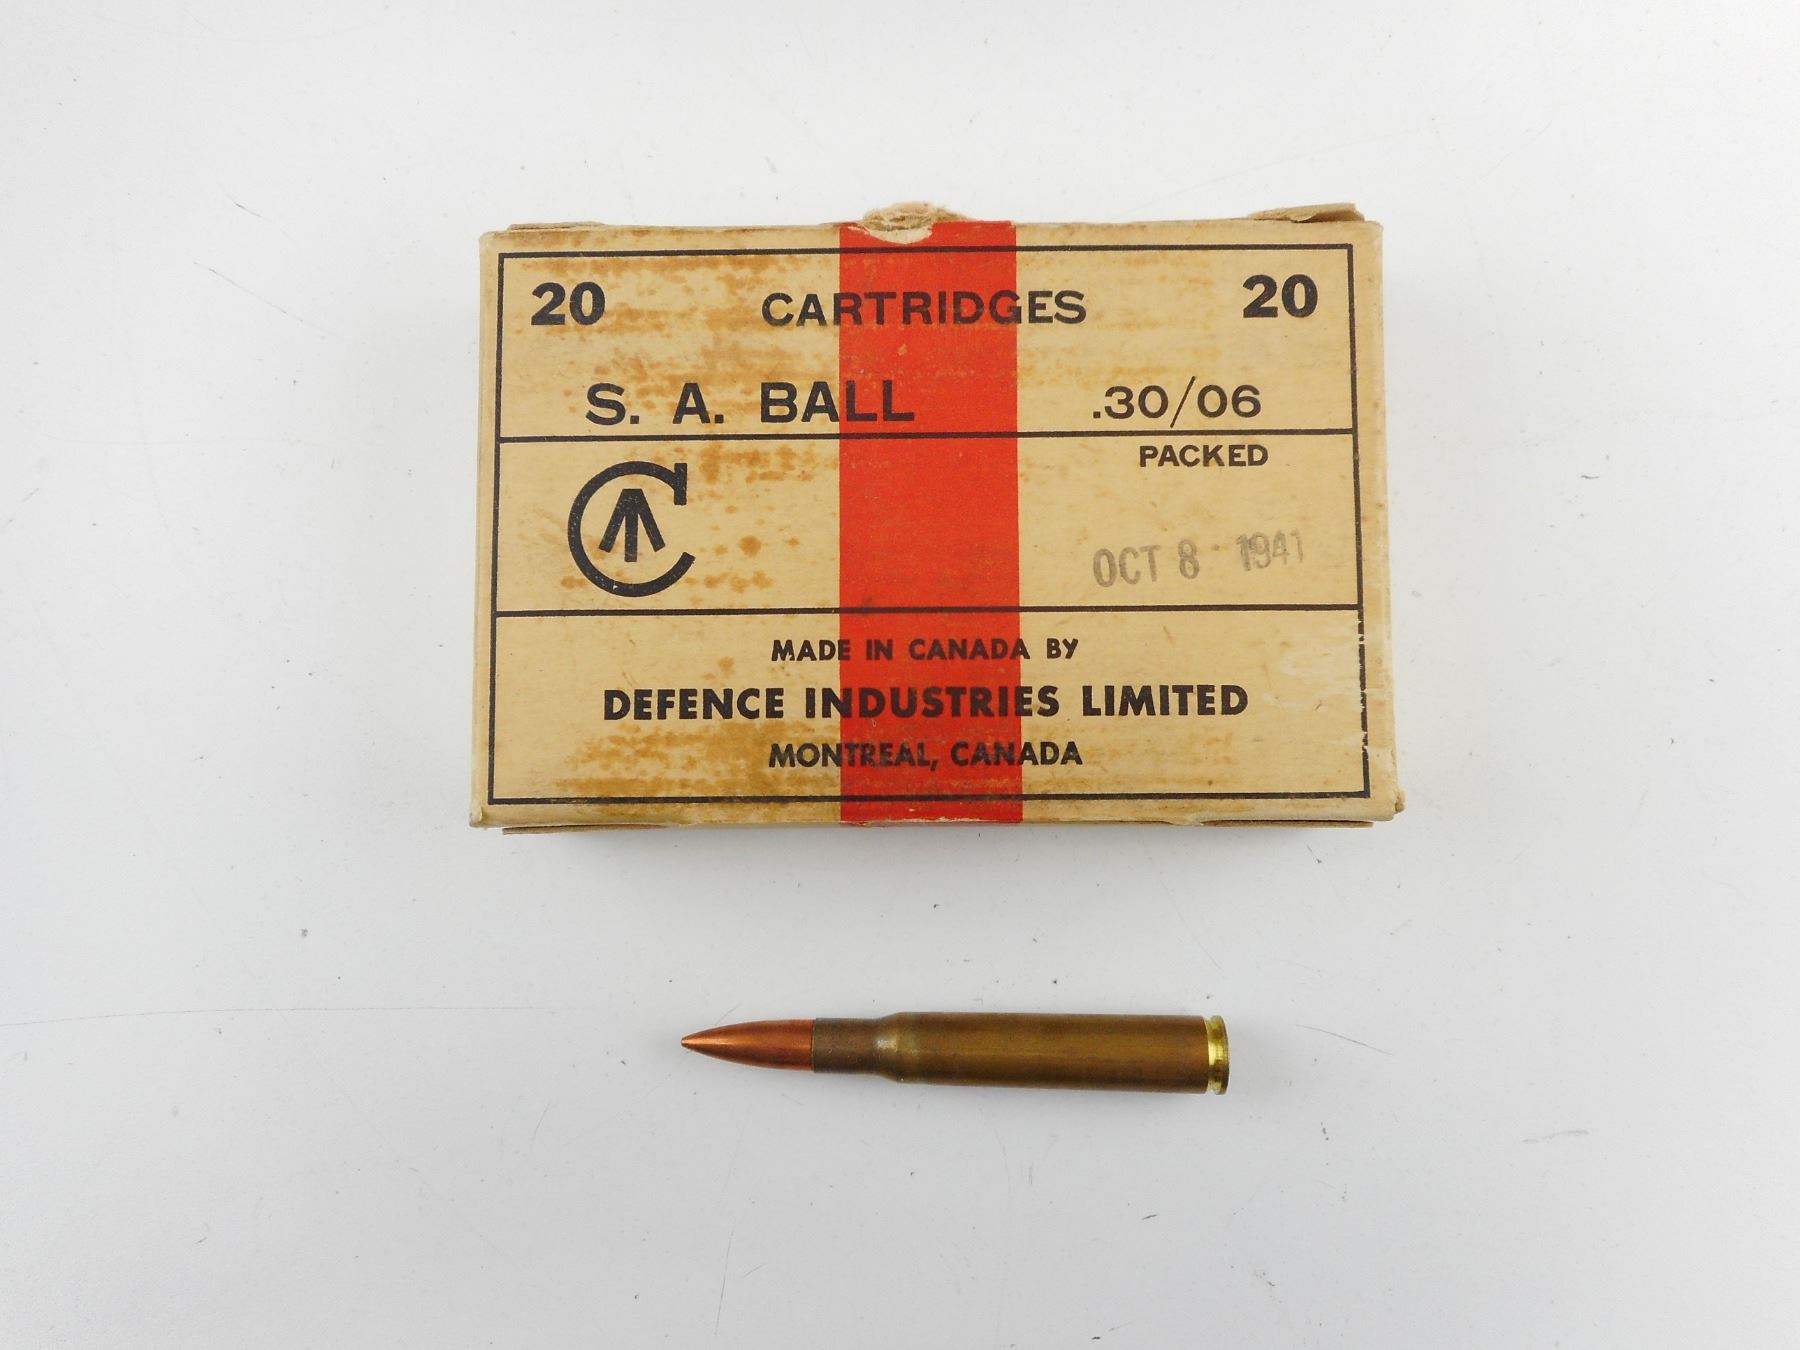 20 CARTRIDGES 20
S. A. BALL .30/06
PACKED
C
OCT 8 1941
MADE IN CANADA BY
DEFENCE INDUSTRIES LIMITED
MONTREAL, CANADA